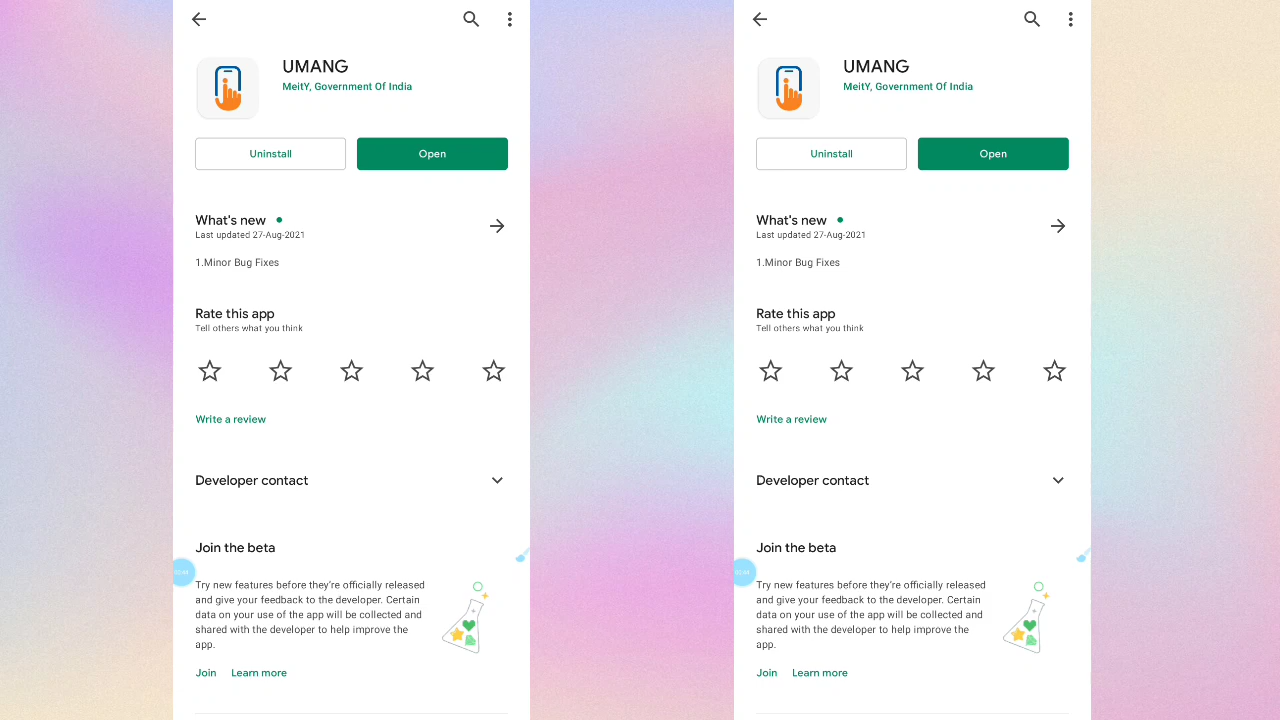 UMANG
MeitY, Government Of India
Uninstall
Open
What's new
Last updated 27-Aug-2021
1.Minor Bug Fixes
Rate this app
Tell others what you think
Write a review
Developer contact
Join the beta
Try new features before they're officially released
and give your feedback to the developer. Certain
data on your use of the app will be collected and
shared with the developer to help improve the
app.
Join
Learn more
UMANG
MeitY, Government Of India
Uninstall
Open
What's new
Last updated 27-Aug-2021
1.Minor Bug Fixes
Rate this app
Tell others what you think
Write a review
Developer contact
Join the beta
Try new features before they're officially released
and give your feedback to the developer. Certain
data on your use of the app will be collected and
shared with the developer to help improve the
app.
Join
Learn more